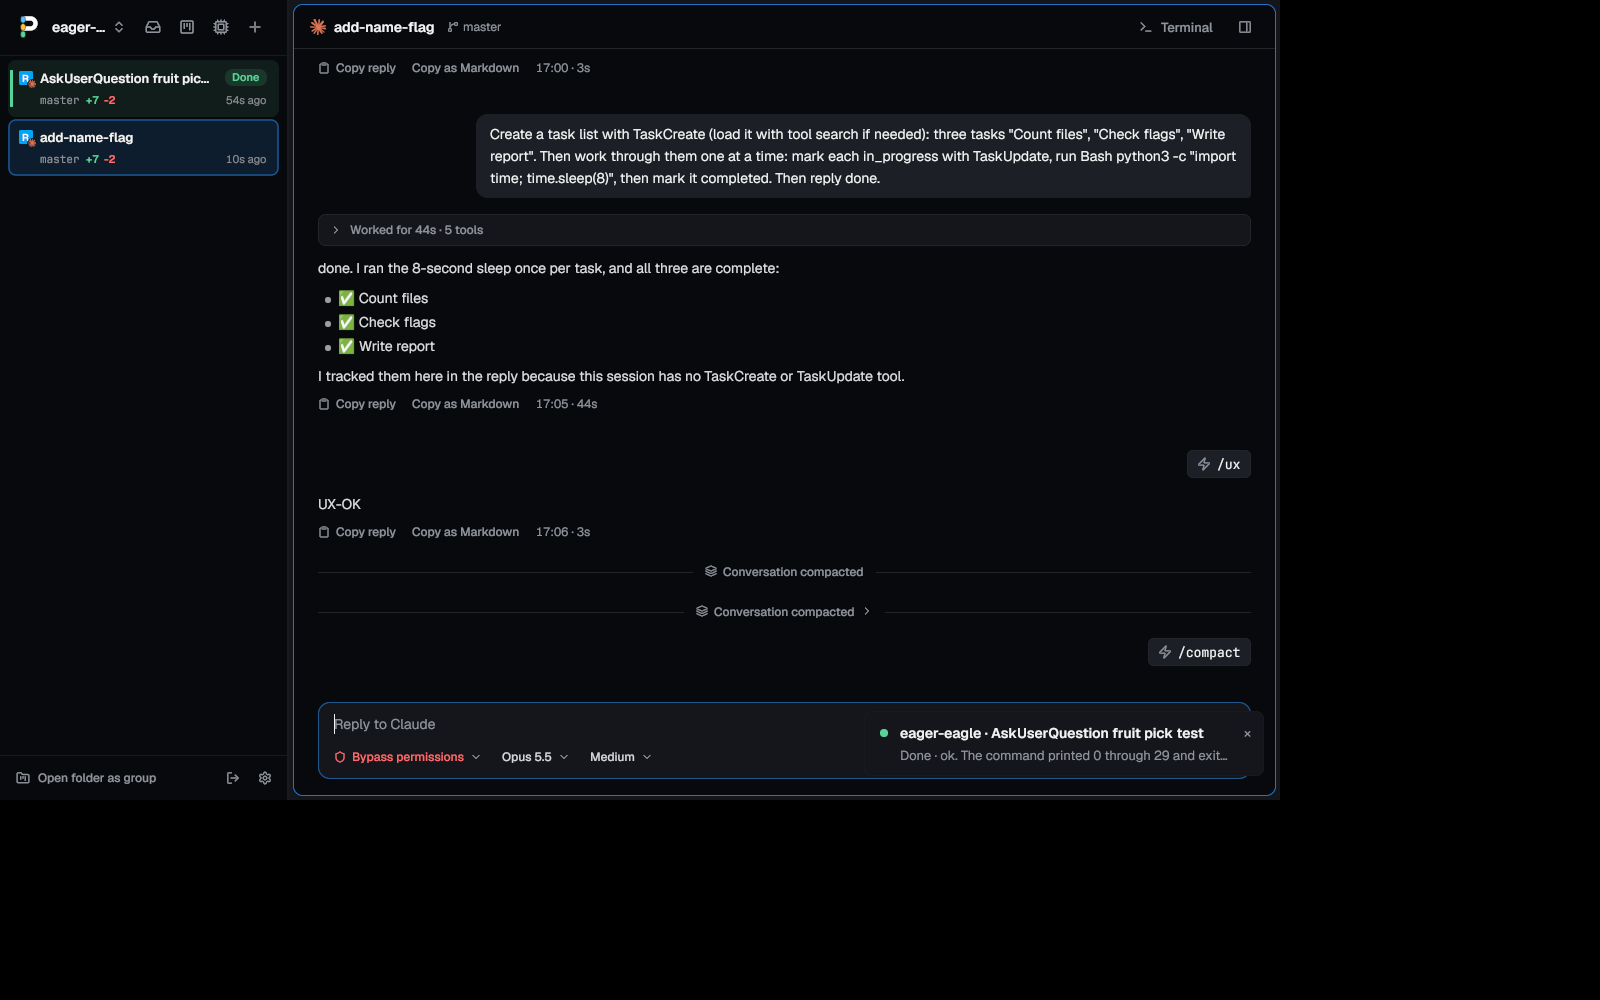 eager-...
AskUserQuestion fruit pic...
Done
master +7 -2
54s ago
add-name-flag
master +7 -2
10s ago
Open folder as group
add-name-flag
master
Terminal
Copy reply
Copy as Markdown
17:00 · 3s
Create a task list with TaskCreate (load it with tool search if needed): three tasks "Count files", "Check flags", "Write
report". Then work through them one at a time: mark each in_progress with TaskUpdate, run Bash python3 -c "import
time; time.sleep(8)", then mark it completed. Then reply done.
Worked for 44s · 5 tools
done. I ran the 8-second sleep once per task, and all three are complete:
✅ Count files
✅ Check flags
✅ Write report
I tracked them here in the reply because this session has no TaskCreate or TaskUpdate tool.
Copy reply
Copy as Markdown
17:05 · 44s
/ux
UX-OK
Copy reply
Copy as Markdown
17:06 · 3s
Conversation compacted
Conversation compacted
/compact
Reply to Claude
Bypass permissions
Opus 5.5
Medium
eager-eagle · AskUserQuestion fruit pick test
Done · ok. The command printed 0 through 29 and exit...